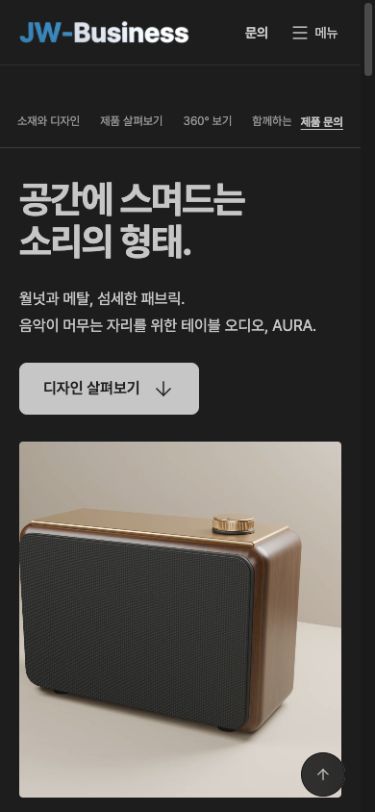 JW-Business
문의
메뉴
소재와 디자인
제품 살펴보기
360° 보기
함께하는
제품 문의
공간에 스며드는
소리의 형태.
월넛과 메탈, 섬세한 패브릭.
음악이 머무는 자리를 위한 테이블 오디오, AURA.
디자인 살펴보기